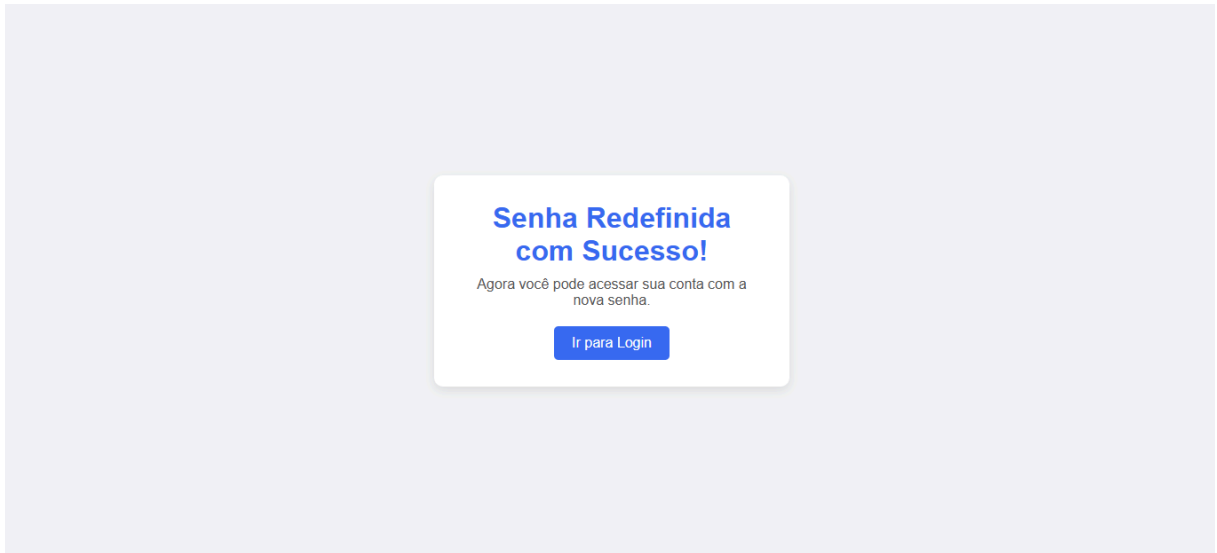 Senha Redefinida
com Sucesso!
Agora você pode acessar sua conta com a
nova senha.
Ir para Login